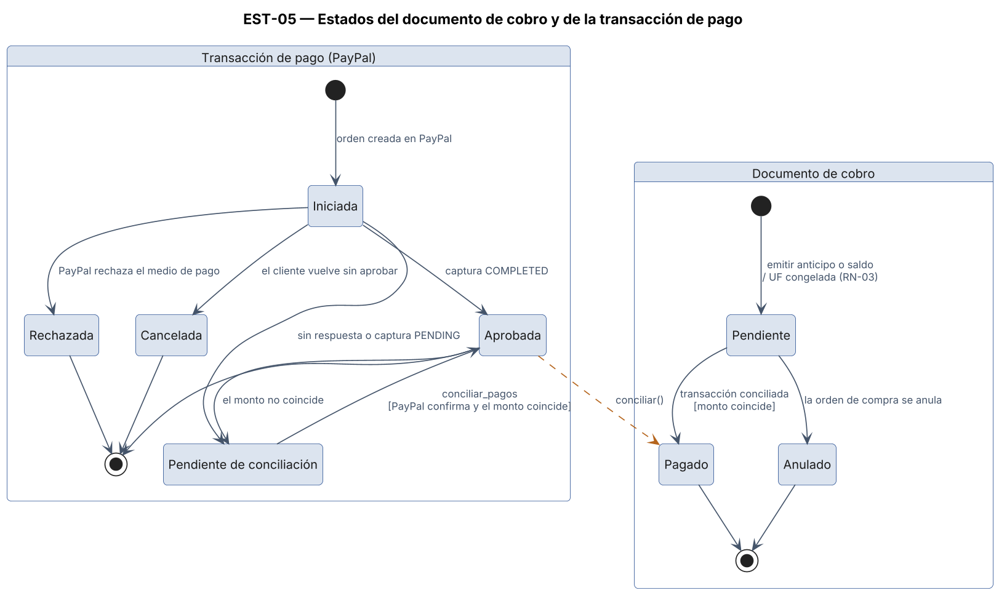 EST-05 — Estados del documento de cobro y de la transacción de pago
Transacción de pago (PayPal)
orden creada en PayPal
Iniciada
PayPal rechaza el medio de pago
el cliente vuelve sin aprobar
captura COMPLETED
Rechazada
Cancelada
sin respuesta o captura PENDING
Aprobada
el monto no coincide
conciliar_pagos
[PayPal confirma y el monto coincide]
Pendiente de conciliación
conciliar()
Documento de cobro
emitir anticipo o saldo
/ UF congelada (RN-03)
Pendiente
transacción conciliada
[monto coincide]
la orden de compra se anula
Pagado
Anulado